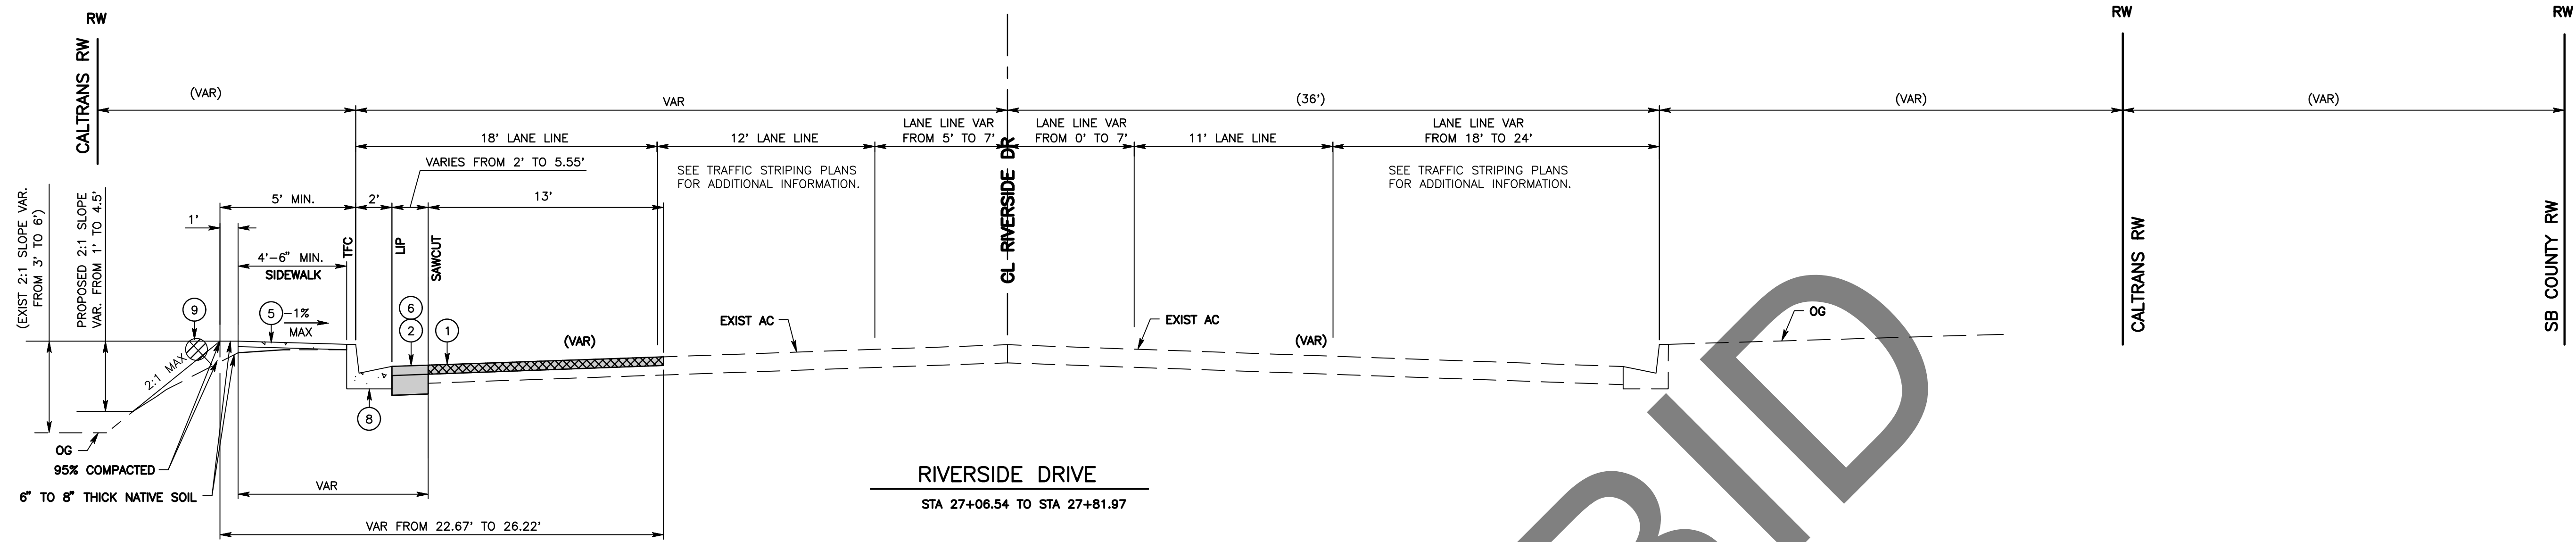 RW
RW
RW
CALTRANS RW
(VAR)
VAR
(36')
(VAR)
(VAR)
18' LANE LINE
12' LANE LINE
LANE LINE VAR
FROM 5' TO 7'
LANE LINE VAR
FROM 0' TO 7'
11' LANE LINE
LANE LINE VAR
FROM 18' TO 24'
VARIES FROM 2' TO 5.55'
SEE TRAFFIC STRIPING PLANS
FOR ADDITIONAL INFORMATION.
SEE TRAFFIC STRIPING PLANS
FOR ADDITIONAL INFORMATION.
CL RIVERSIDE DR
(EXIST 2:1 SLOPE VAR.
FROM 3' TO 6')
PROPOSED 2:1 SLOPE
VAR. FROM 1' TO 4.5'
1'
5' MIN.
2'
13'
TFC
LIP
SAWCUT
4'-6" MIN.
SIDEWALK
CALTRANS RW
SB COUNTY RW
9
5
-1%
MAX
6
2
1
(VAR)
EXIST AC
EXIST AC
(VAR)
OG
2:1 MAX
8
OG
95% COMPACTED
6" TO 8" THICK NATIVE SOIL
VAR
VAR FROM 22.67' TO 26.22'
RIVERSIDE DRIVE
STA 27+06.54 TO STA 27+81.97
BID